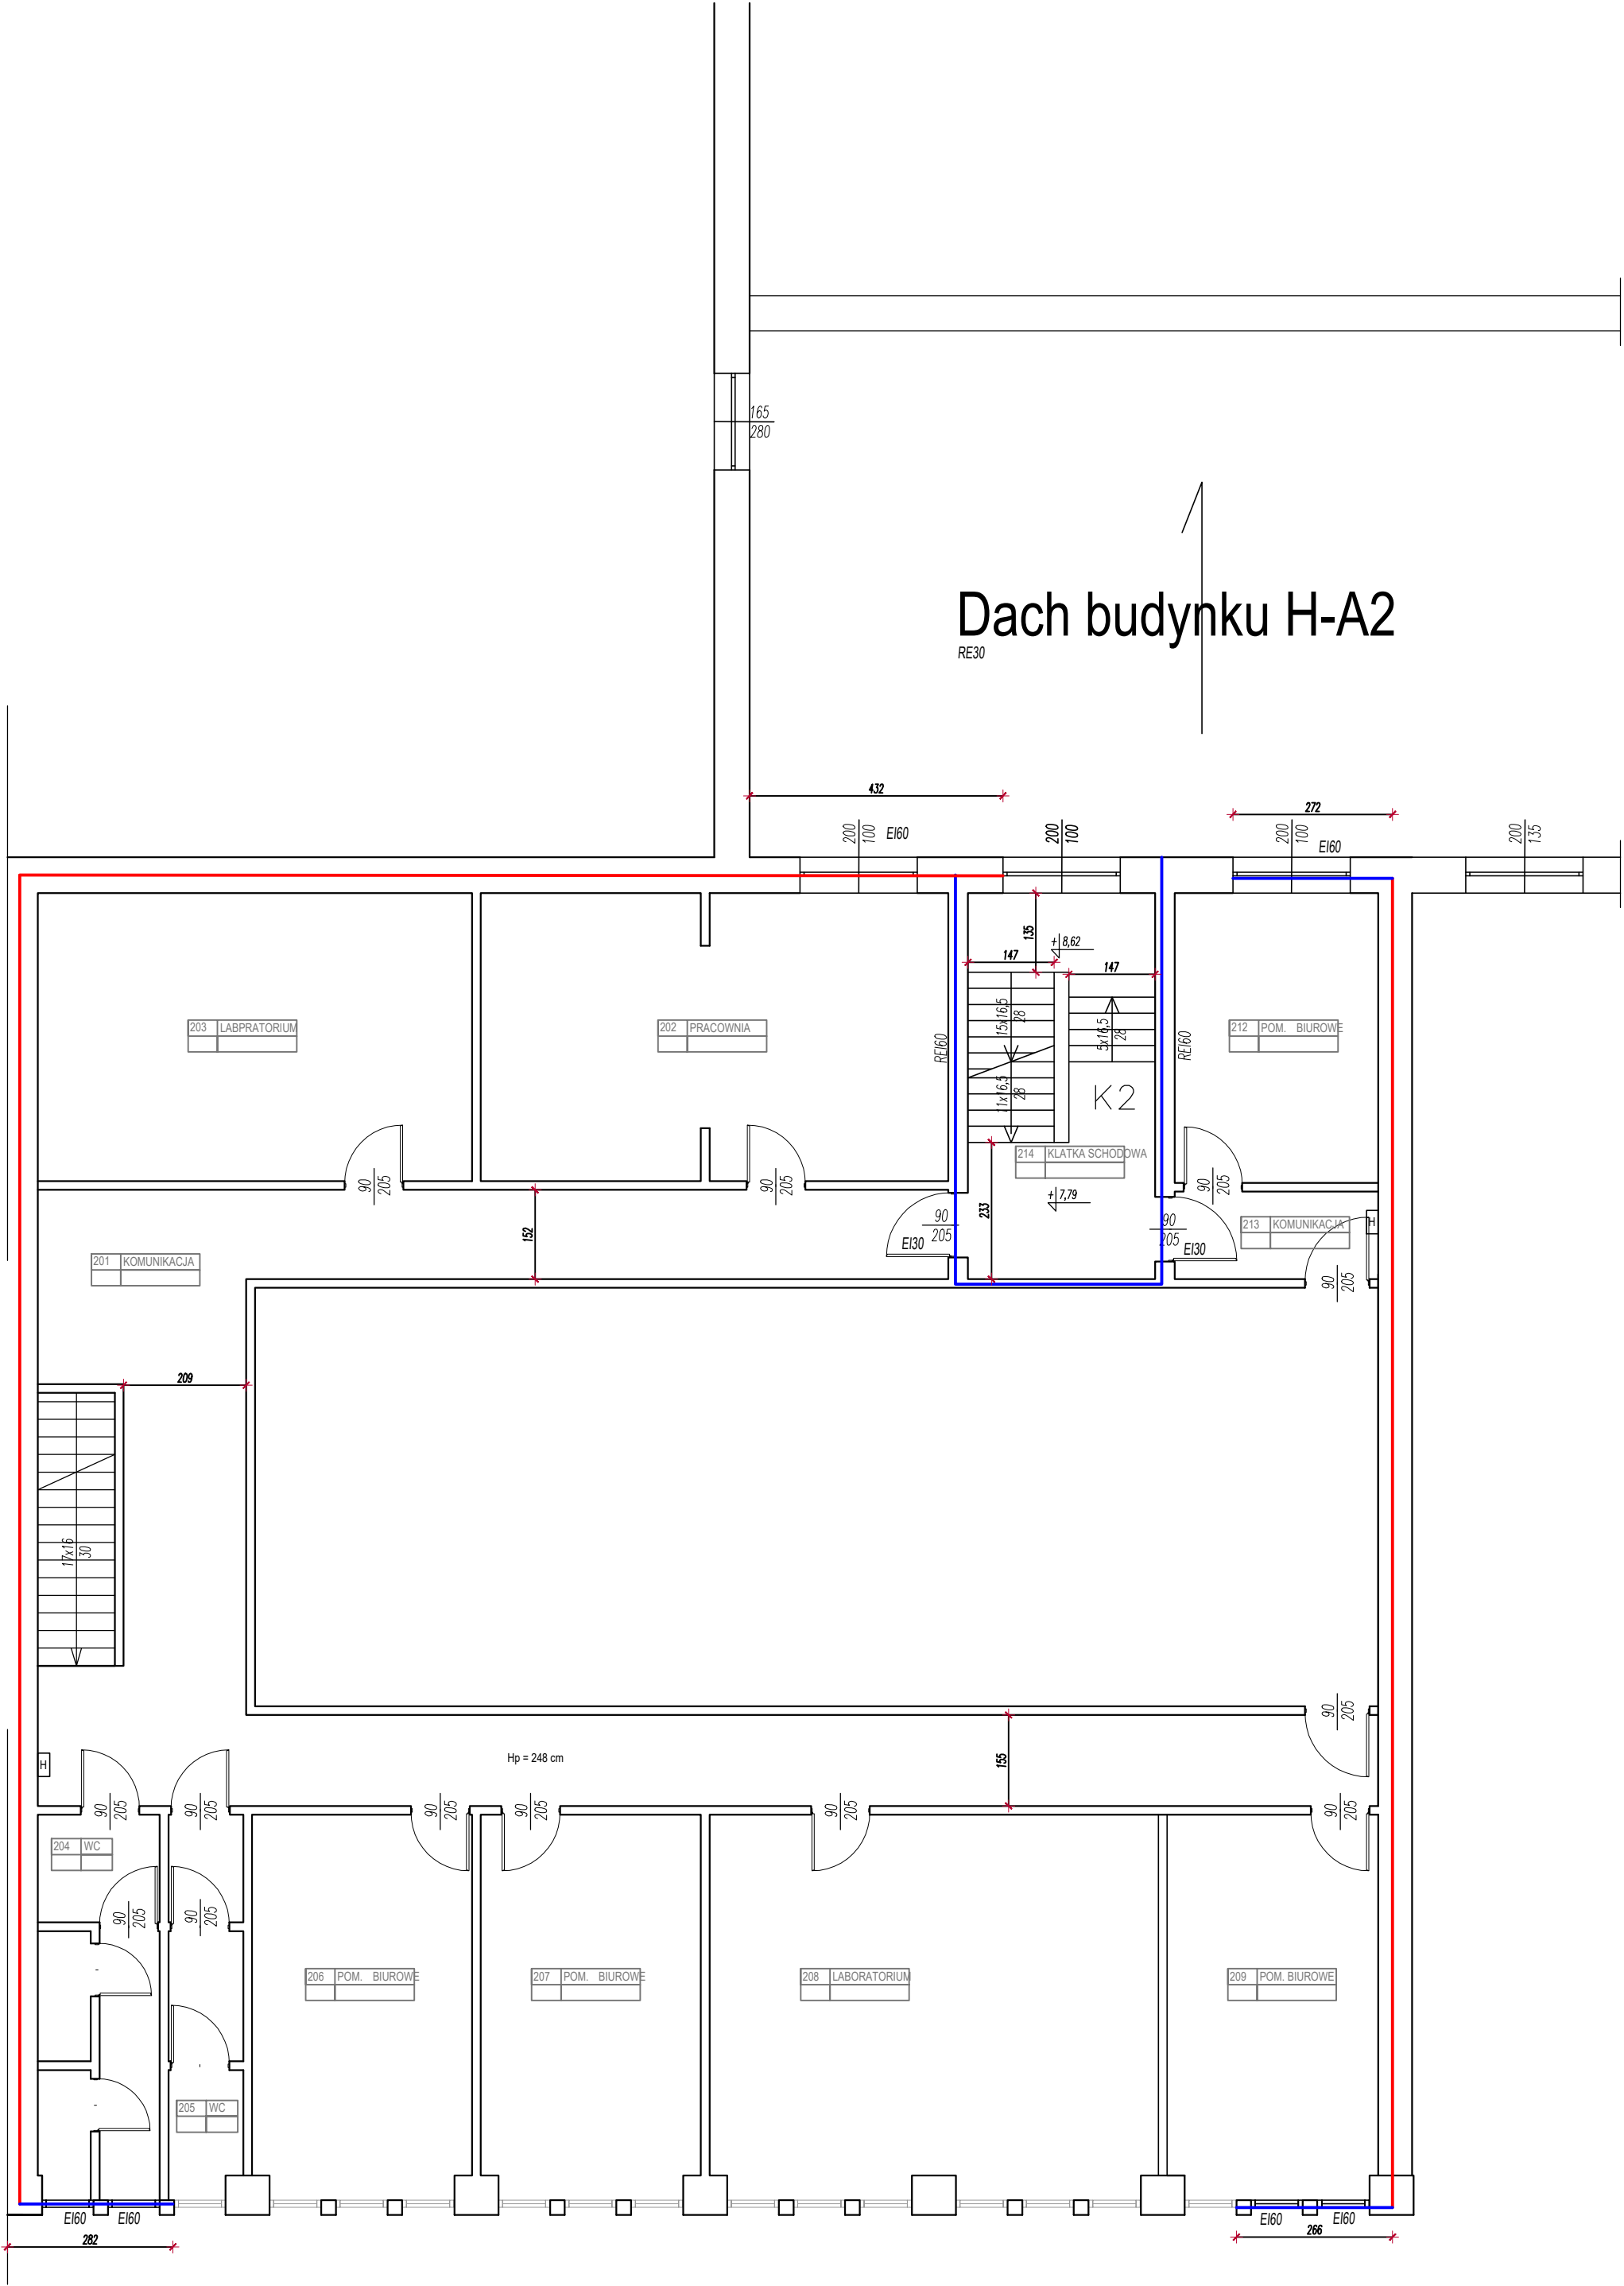 165
280
Dach budynku H-A2
RE30
432
272
200
100
EI60
200
100
200
100
EI60
200
135
135
+ 8,62
147
147
15x16,5
28
5x16,5
28
REI60
REI60
11x16,5
28
K2
203 LABPRATORIUM
202 PRACOWNIA
212 POM. BIUROWE
214 KLATKA SCHODOWA
90
205
90
205
90
205
+ 7,79
233
152
90
205
EI30
90
205
EI30
213 KOMUNIKACJA
H
201 KOMUNIKACJA
90
205
209
17x16
30
90
205
H
Hp = 248 cm
155
90
205
90
205
90
205
90
205
90
205
90
205
204 WC
90
205
90
205
206 POM. BIUROWE
207 POM. BIUROWE
208 LABORATORIUM
209 POM. BIUROWE
205 WC
EI60
EI60
EI60
EI60
282
266